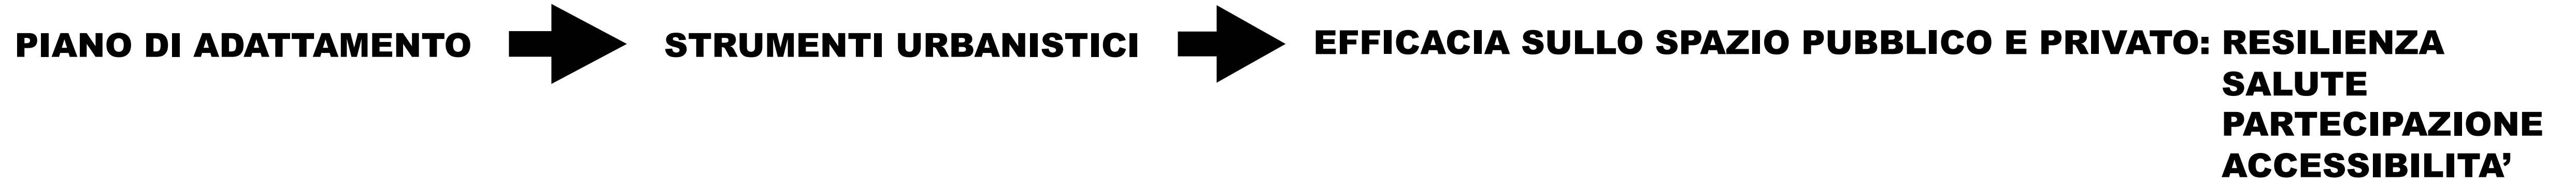 PIANO DI ADATTAMENTO STRUMENTI URBANISTICI EFFICACIA SULLO SPAZIO PUBBLICO E PRIVATO: RESILIENZA
SALUTE
PARTECIPAZIONE
ACCESSIBILITA'